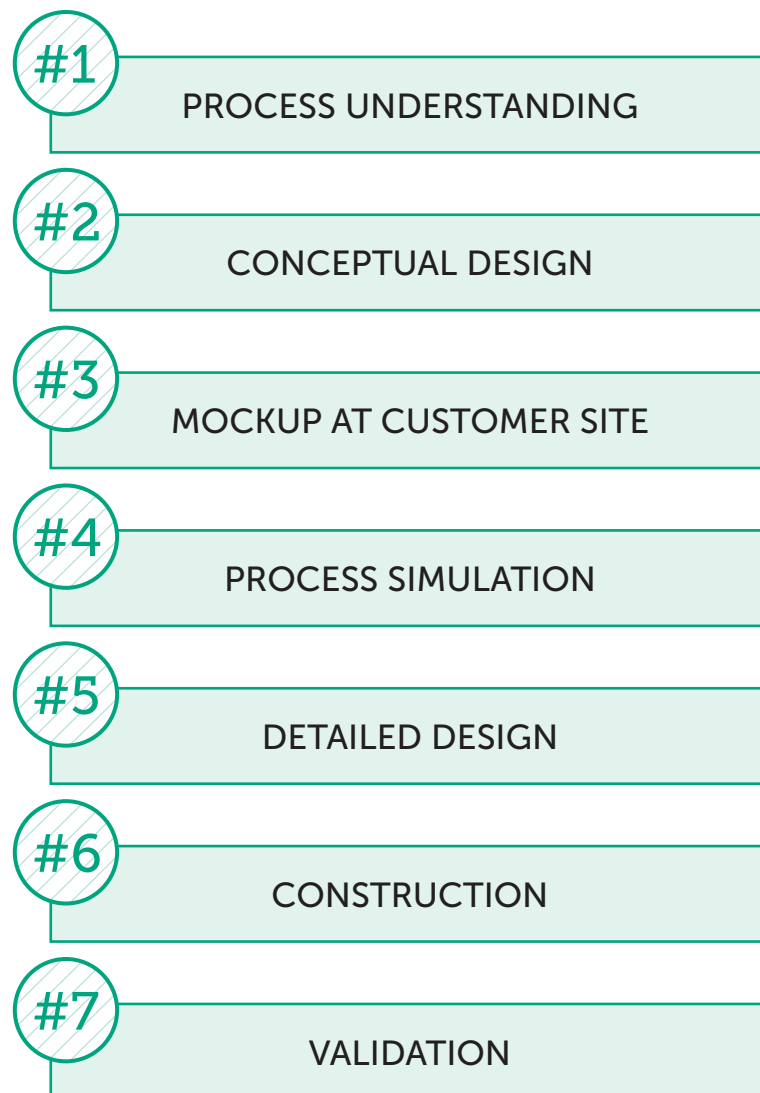 #1
PROCESS UNDERSTANDING
#2
CONCEPTUAL DESIGN
#3
MOCKUP AT CUSTOMER SITE
#4
PROCESS SIMULATION
#5
DETAILED DESIGN
#6
CONSTRUCTION
#7
VALIDATION